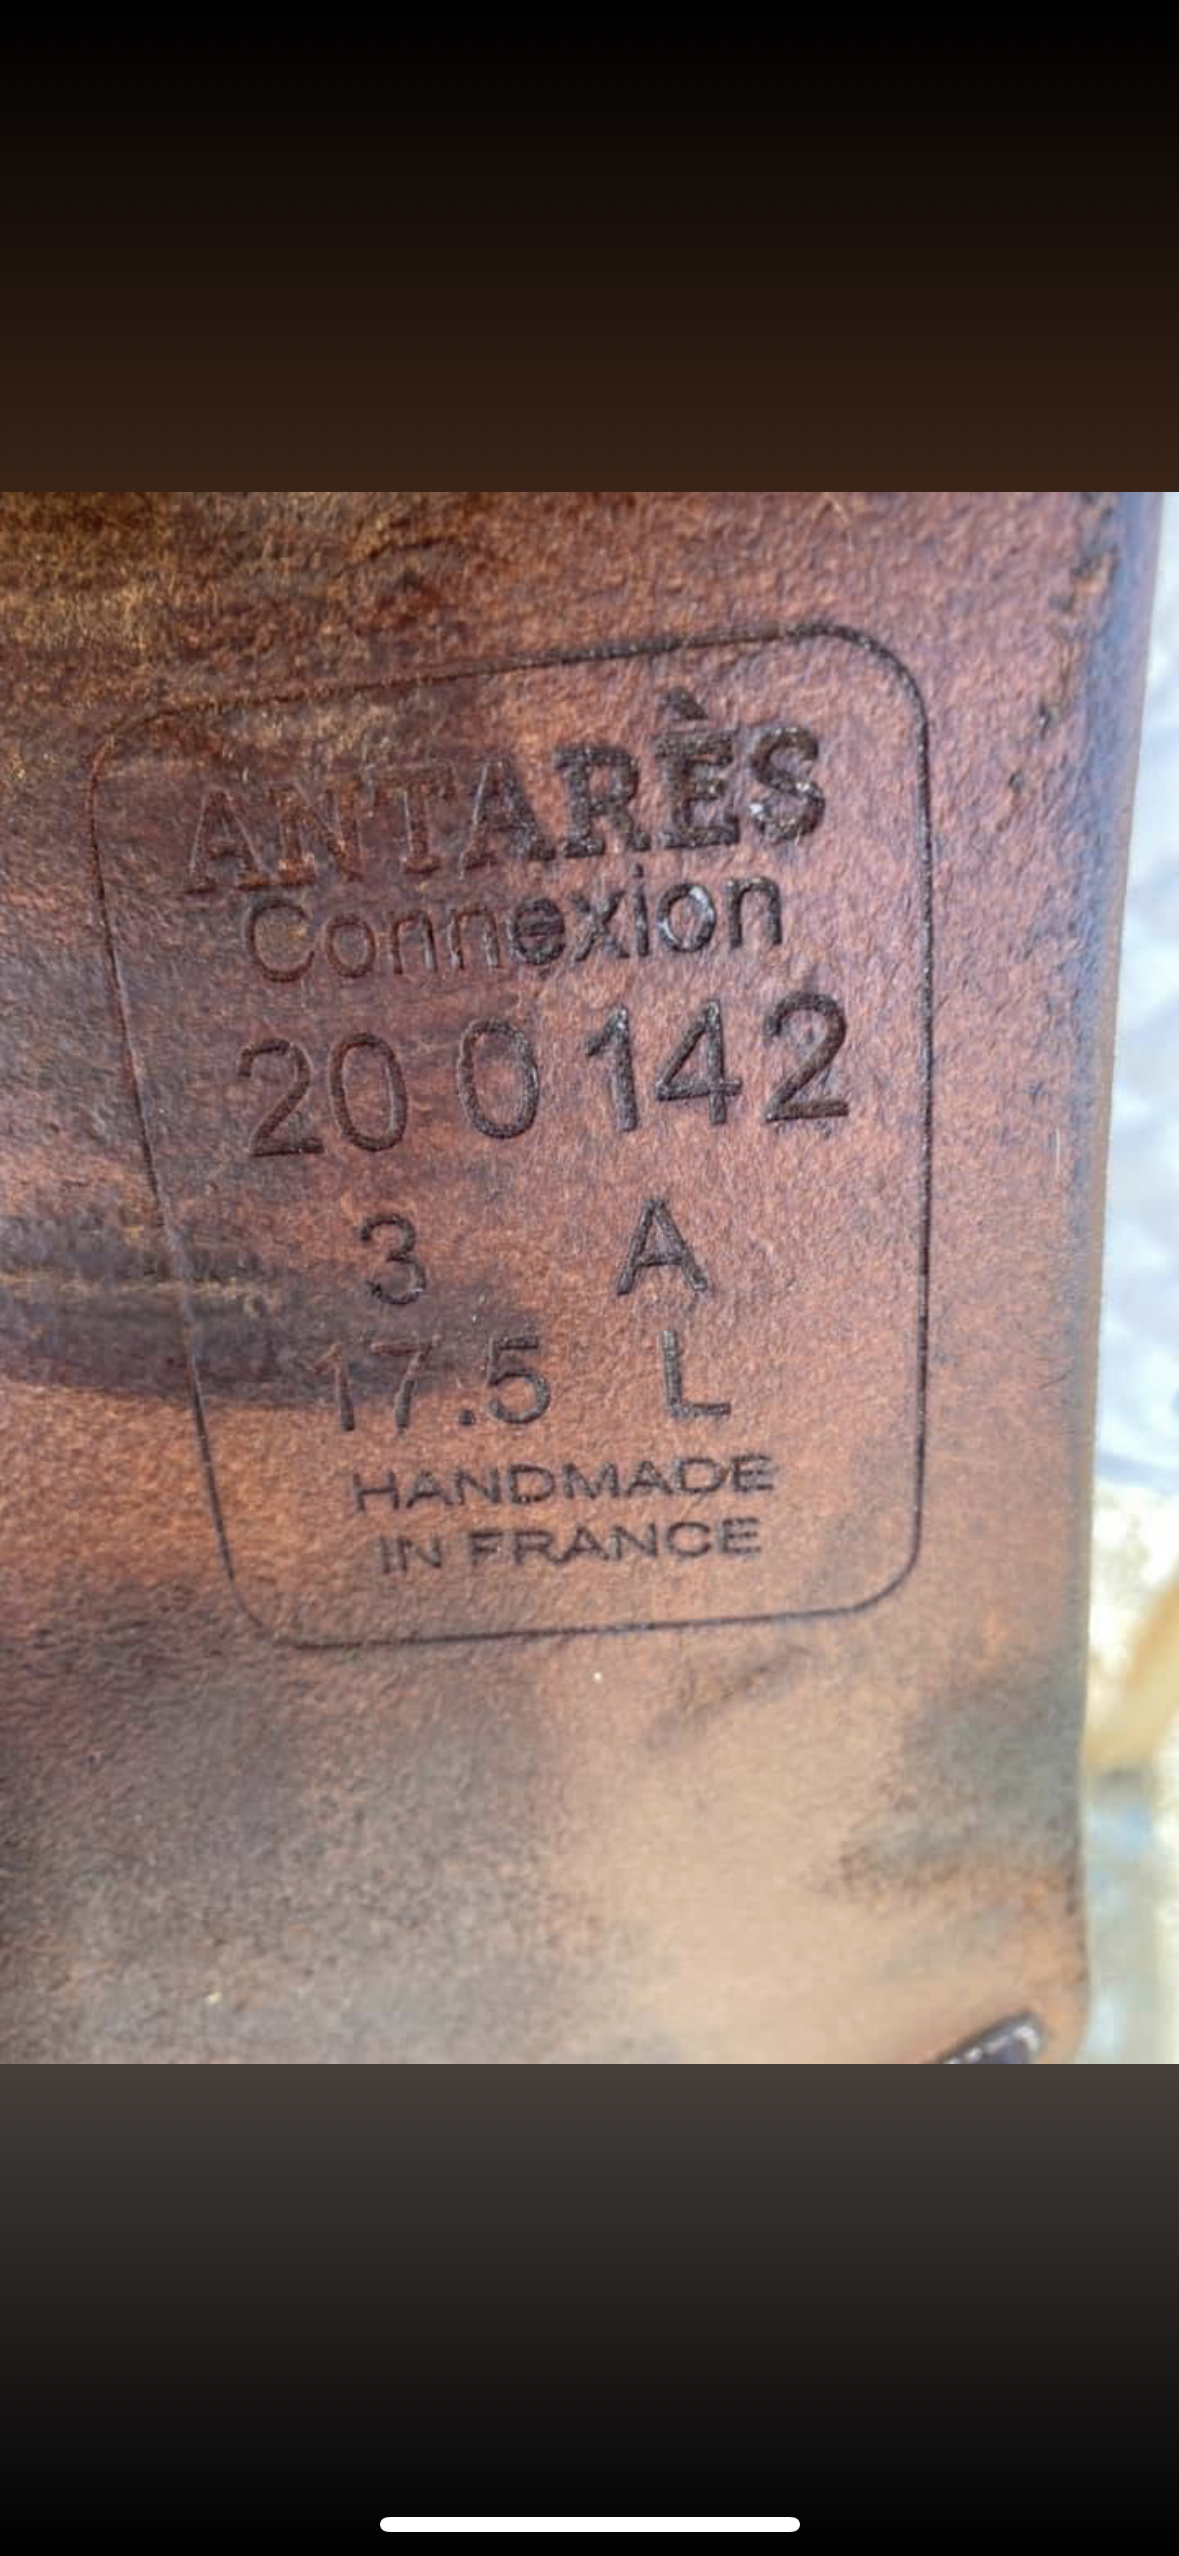 ANTARÈS
Connexion
20 0 142
3 A
17.5 L
HANDMADE
IN FRANCE